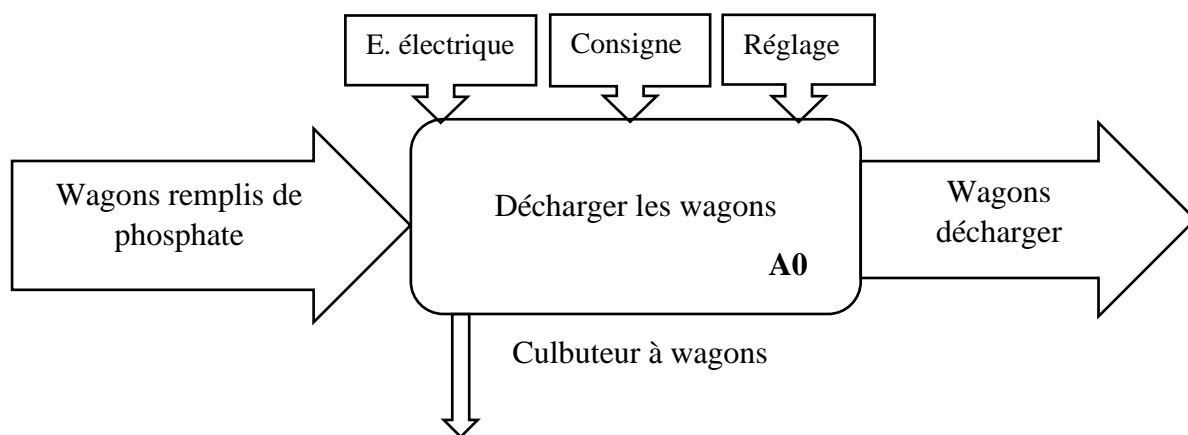 E. électrique
Consigne
Réglage
Wagons remplis de
phosphate
Décharger les wagons
A0
Wagons
décharger
Culbuteur à wagons